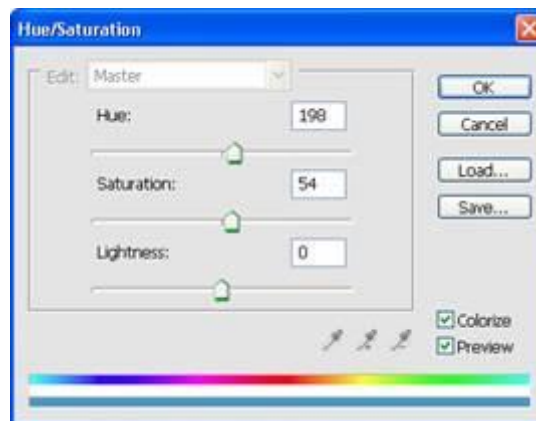 Hue/Saturation
Edit: Master
OK
Hue: 198
Cancel
Load...
Saturation: 54
Save...
Lightness: 0
Colorize
Preview